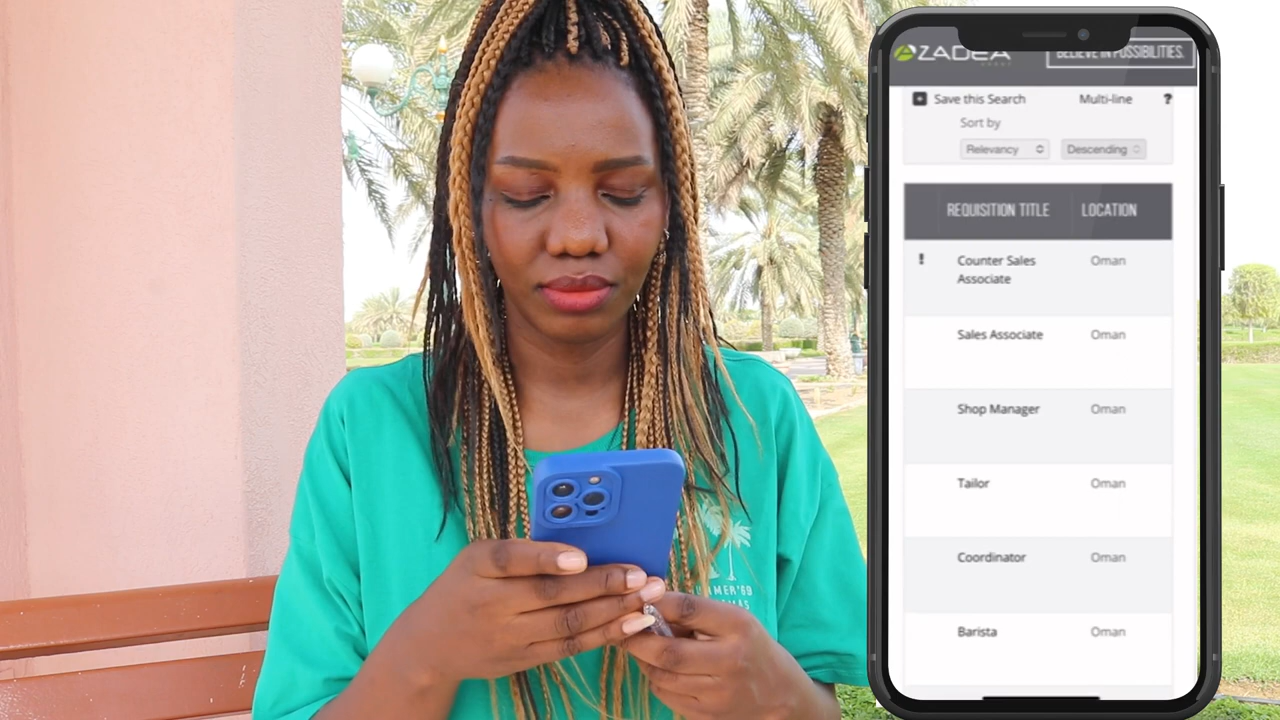 AZADEA
BELIEVE IN POSSIBILITIES.
Save this Search
Multi-line
?
Sort by
Relevancy
Descending
REQUISITION TITLE
LOCATION
!
Counter Sales
Associate
Oman
Sales Associate
Oman
Shop Manager
Oman
Tailor
Oman
Coordinator
Oman
Barista
Oman